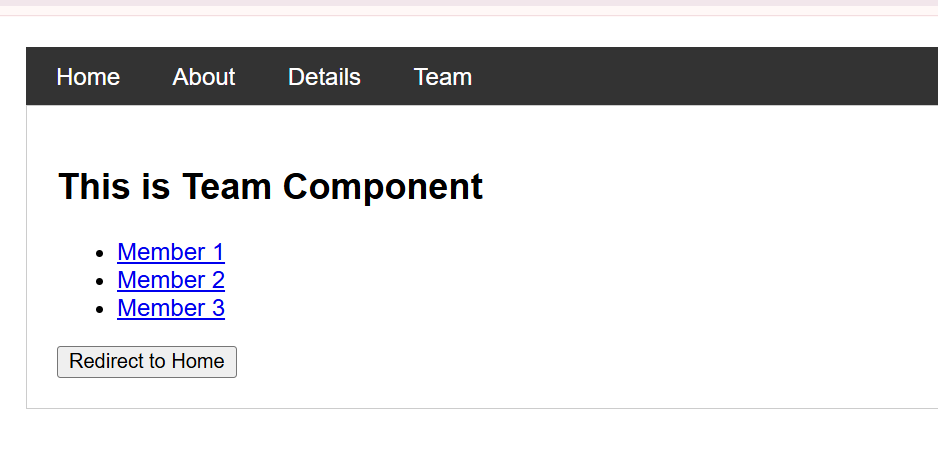 Home About Details Team
This is Team Component
Member 1
Member 2
Member 3
Redirect to Home